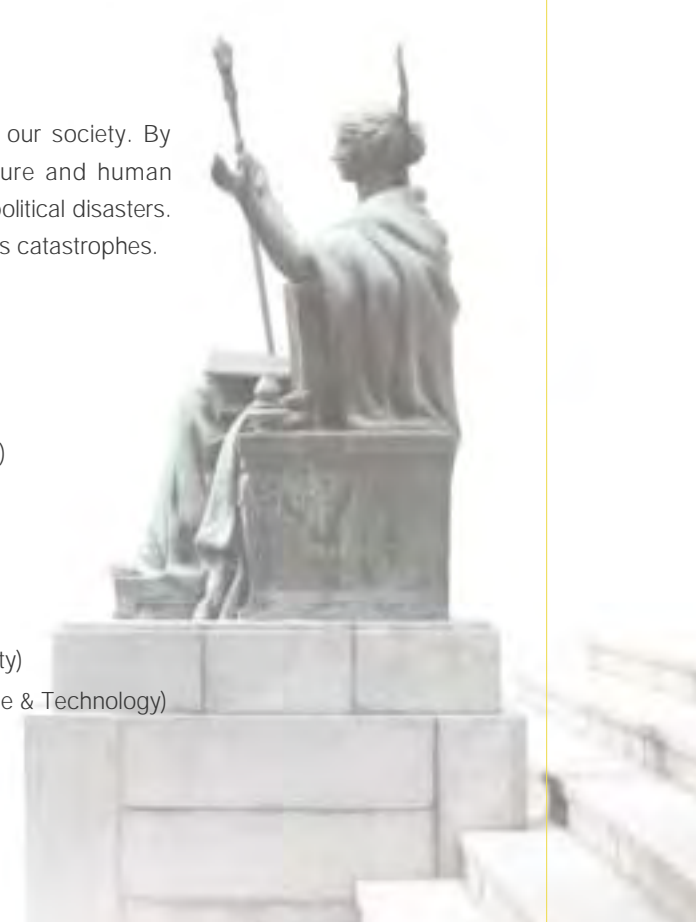 our society. By
ure and human
political disasters.
s catastrophes.
)
ty)
e & Technology)